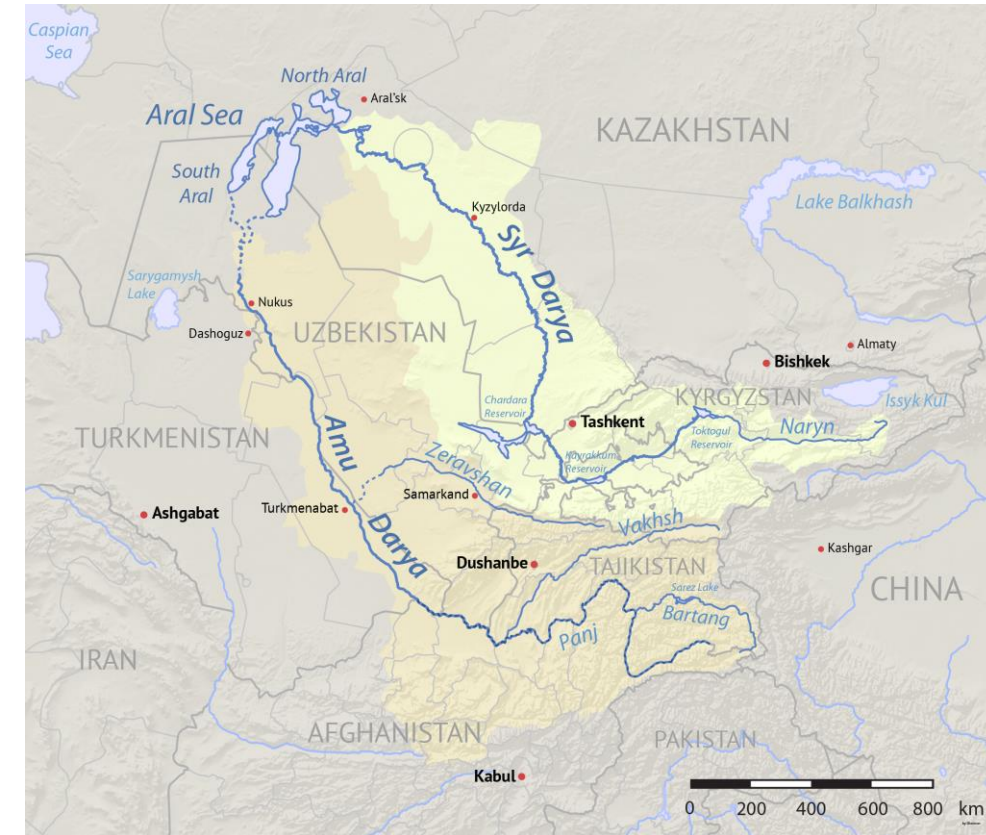 Caspian
Sea
North Aral
Aral'sk
Aral Sea
KAZAKHSTAN
South
Aral
Lake Balkhash
Kyzylorda
Syr Darya
Sarygamysh
Lake
Nukus
Dashoguz
UZBEKISTAN
Almaty
Bishkek
KYRGYZSTAN
Issyk Kul
Chardara
Reservoir
Tashkent
Toktogul
Reservoir
Naryn
TURKMENISTAN
Amu
Darya
Kayrakkum
Reservoir
Zeravshan
Samarkand
Turkmenabat
Ashgabat
Vakhsh
Dushanbe
TAJIKISTAN
Kashgar
CHINA
Sarez Lake
Bartang
Panj
IRAN
AFGHANISTAN
PAKISTAN
Kabul
0 200 400 600 800 km